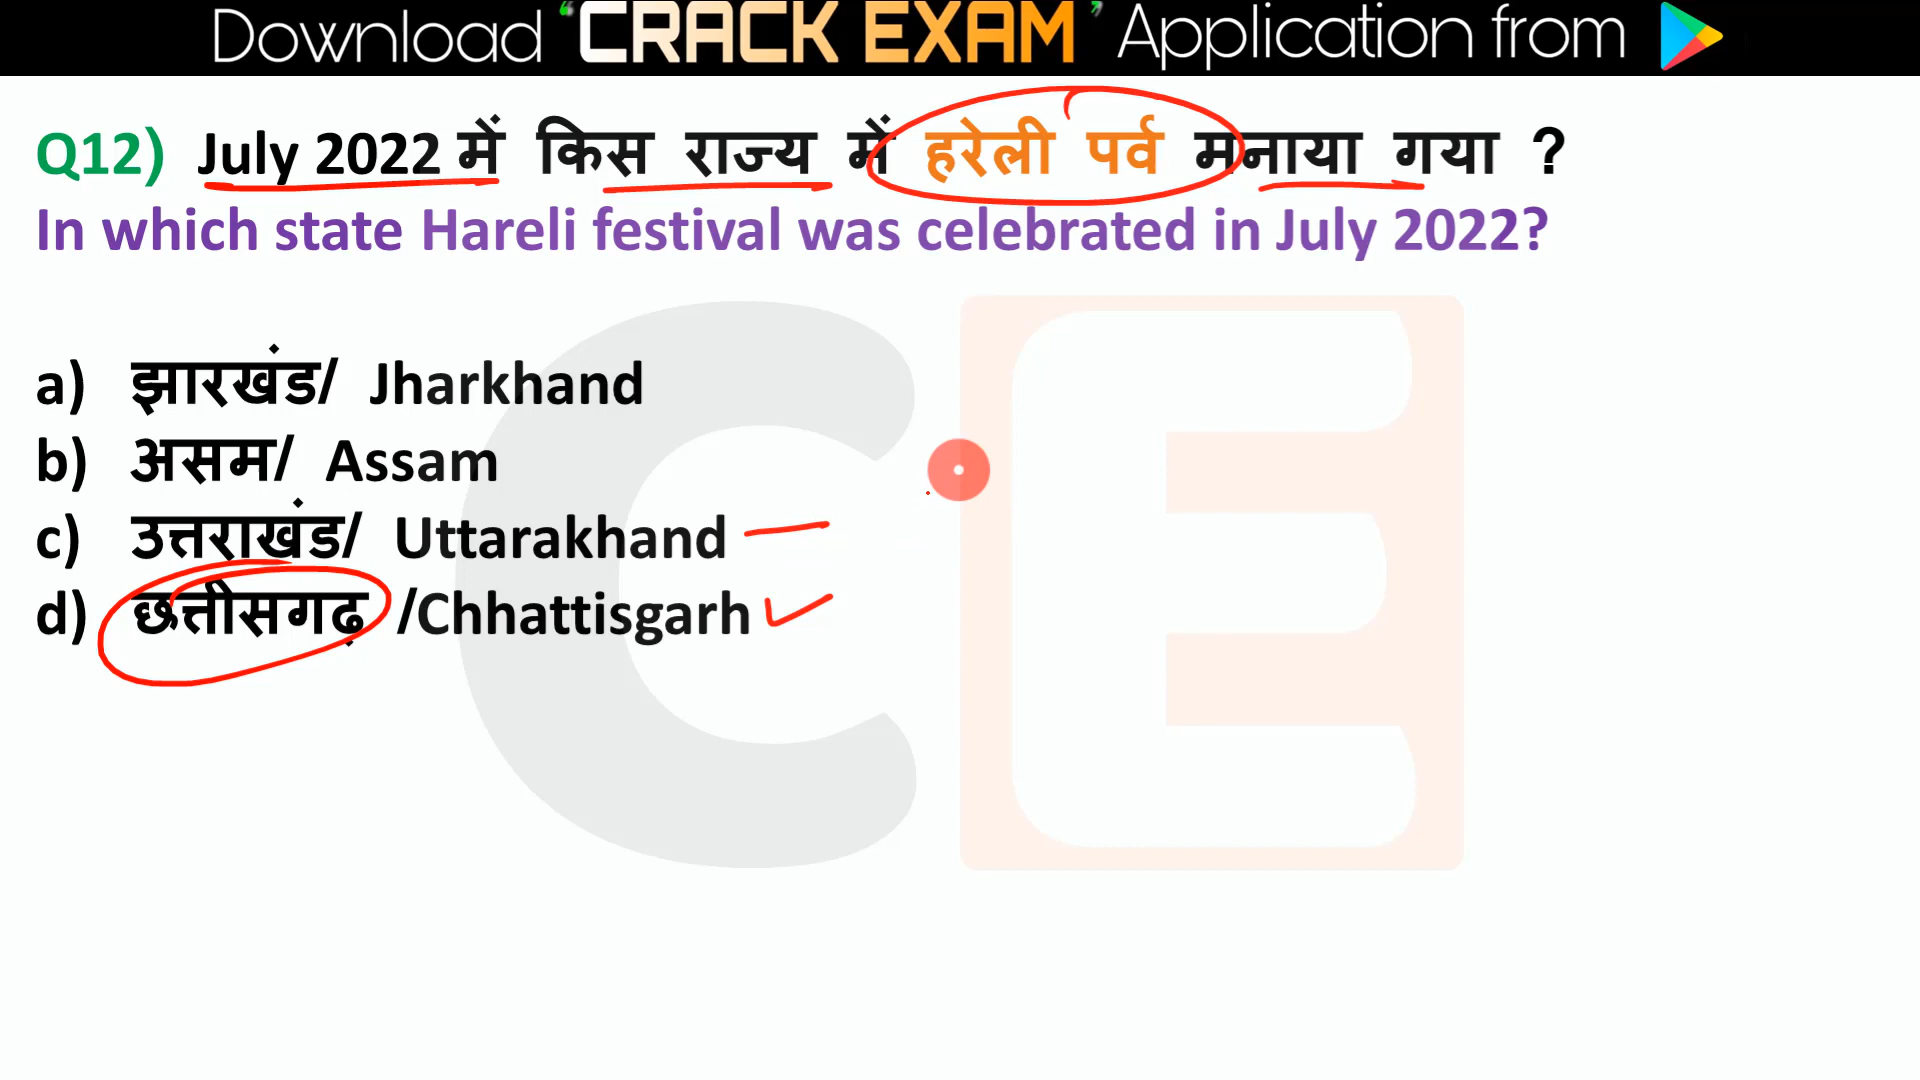 Download ‘CRACK EXAM’ Application from
Q12) July 2022 में किस राज्य में हरेली पर्व मनाया गया ?
In which state Hareli festival was celebrated in July 2022?
a) झारखंड/ Jharkhand
b) असम/ Assam
c) उत्तराखंड/ Uttarakhand
d) छत्तीसगढ़ /Chhattisgarh
CE